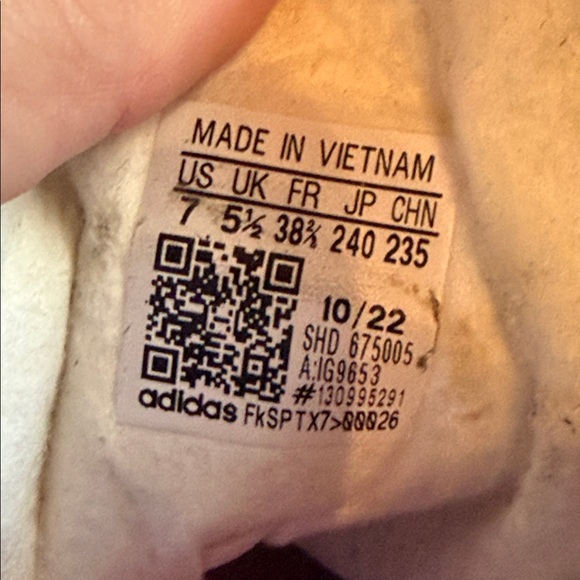 MADE IN VIETNAM
US UK FR JP CHN
7 5½ 38⅔ 240 235
10/22
SHD 675005
A:IG9653
#130995291
adidas FkSPTX7>00026